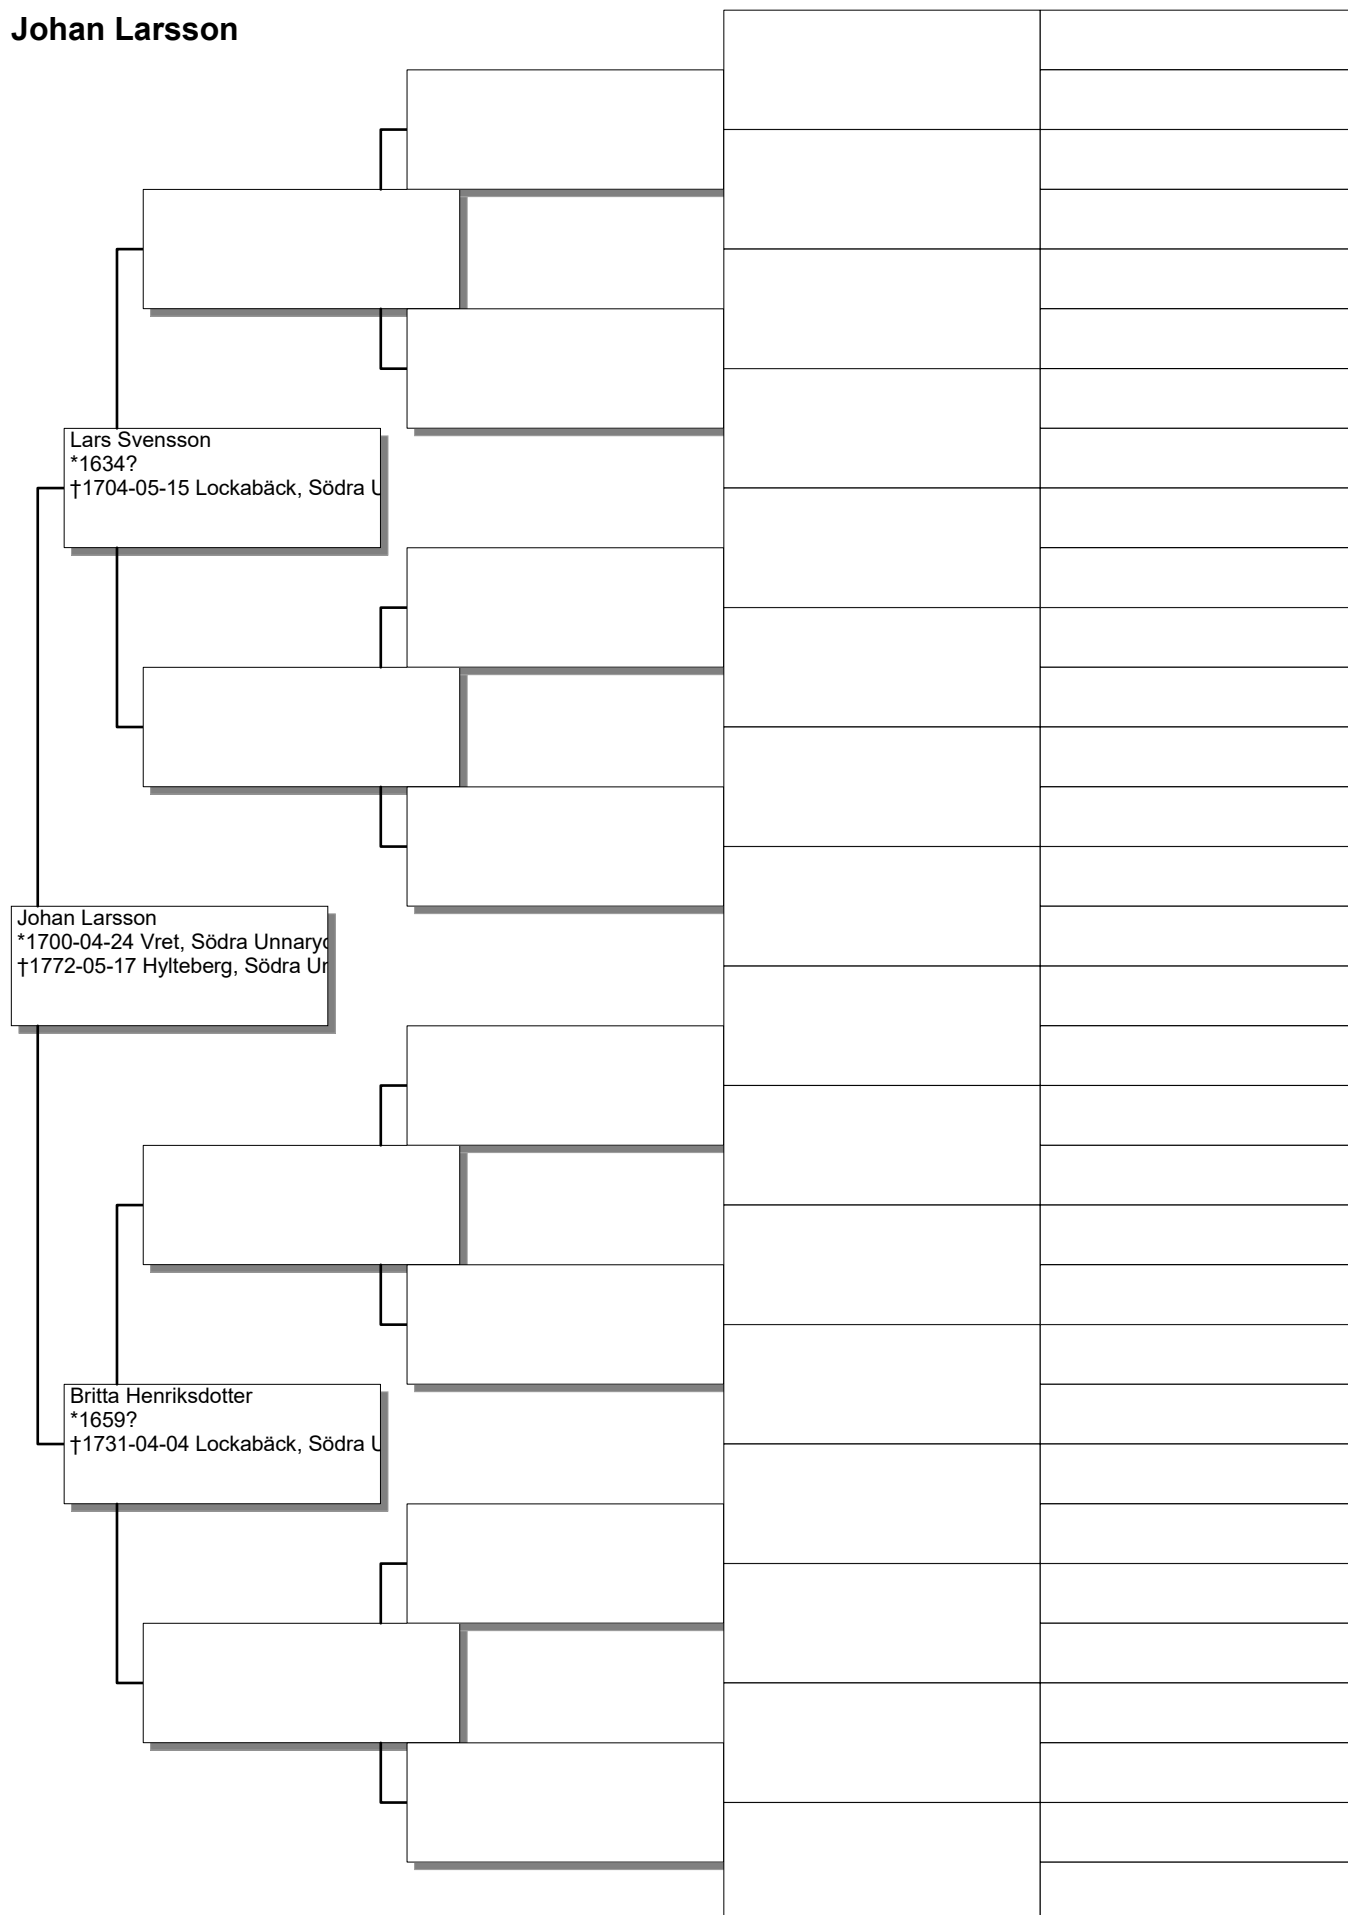 Johan Larsson
Lars Svensson
*1634?
†1704-05-15 Lockabäck, Södra
Johan Larsson
*1700-04-24 Vret, Södra Unnaryd
†1772-05-17 Hylteberg, Södra
Britta Henriksdotter
*1659?
†1731-04-04 Lockabäck, Södra